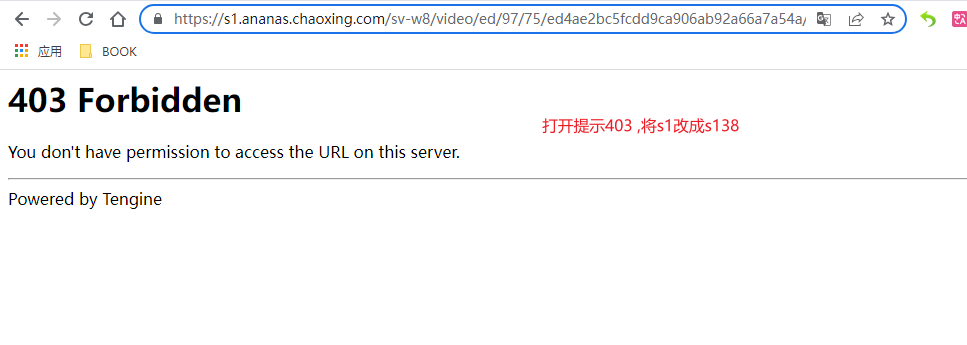 https://s1.ananas.chaoxing.com/sv-w8/video/ed/97/75/ed4ae2bc5fcdd9ca906ab92a66a7a54a/
应用 BOOK
403 Forbidden
打开提示403 ,将s1改成s138
You don't have permission to access the URL on this server.
Powered by Tengine